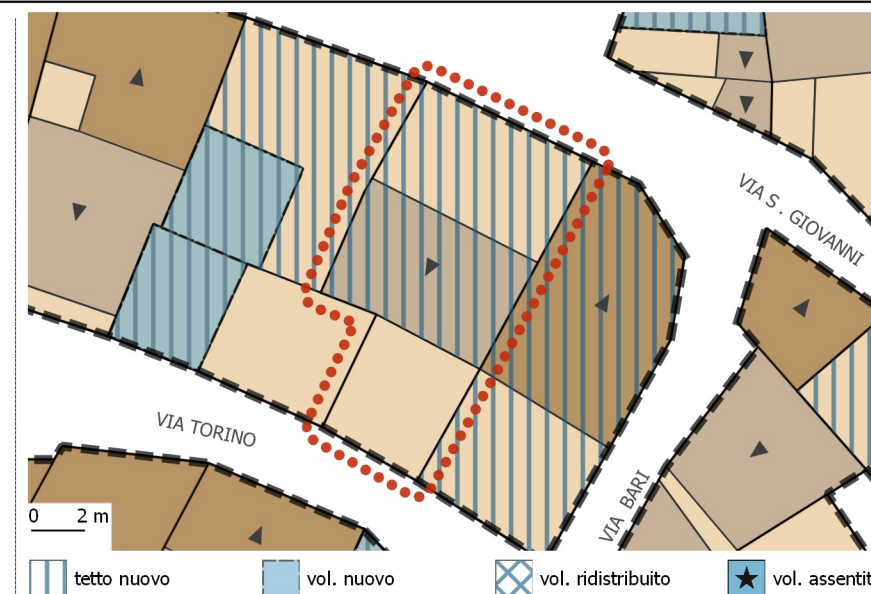 VIA S . GIOVANNI
VIA TORINO
VIA BARI
0 2 m
tetto nuovo
vol. nuovo
vol. ridistribuito
vol. assentit